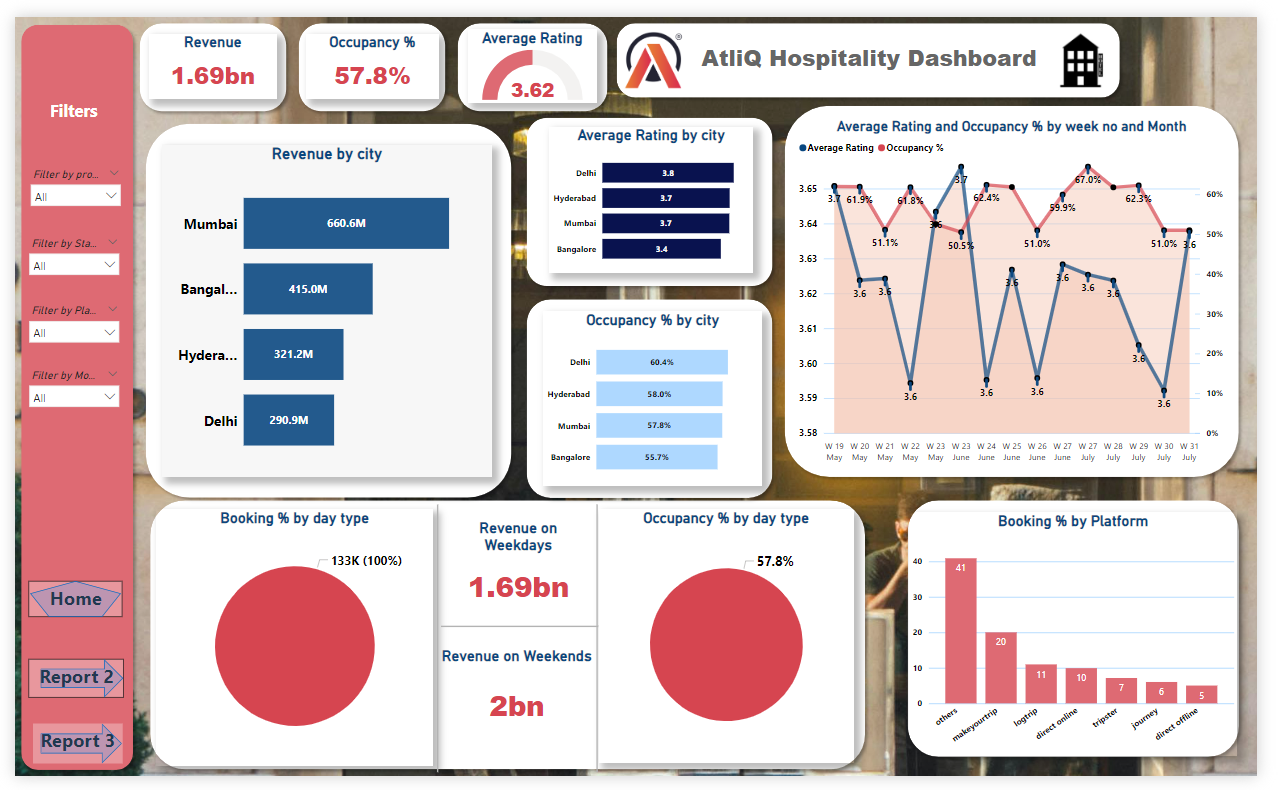 Filters
Filter by pro...
All
Filter by Sta...
All
Filter by Pla...
All
Filter by Mo...
All
Home
Report 2
Report 3
Revenue
1.69bn
Occupancy %
57.8%
Average Rating
3.62
®
AtliQ Hospitality Dashboard
Revenue by city
Mumbai 660.6M
Bangal... 415.0M
Hydera... 321.2M
Delhi 290.9M
Average Rating by city
Delhi 3.8
Hyderabad 3.7
Mumbai 3.7
Bangalore 3.4
Occupancy % by city
Delhi 60.4%
Hyderabad 58.0%
Mumbai 57.8%
Bangalore 55.7%
Average Rating and Occupancy % by week no and Month
Average Rating Occupancy %
3.65
3.64
3.63
3.62
3.61
3.60
3.59
3.58
3.7 61.9% 51.1% 61.8% 3.6 50.5% 3.7 62.4% 51.0% 59.9% 67.0% 62.3% 51.0% 3.6
3.6 3.6 3.6 3.6 3.6 3.6 3.6 3.6 3.6 3.6 3.6
60%
50%
40%
30%
20%
10%
0%
W 19 W 20 W 21 W 22 W 23 W 23 W 24 W 25 W 26 W 27 W 27 W 28 W 29 W 30 W 31
May May May May May June June June June June July July July July July
Booking % by day type
133K (100%)
Revenue on
Weekdays
1.69bn
Revenue on Weekends
2bn
Occupancy % by day type
57.8%
Booking % by Platform
40
30
20
10
0
41 20 11 10 7 6 5
others makeyourtrip logtrip direct online tripster journey direct offline